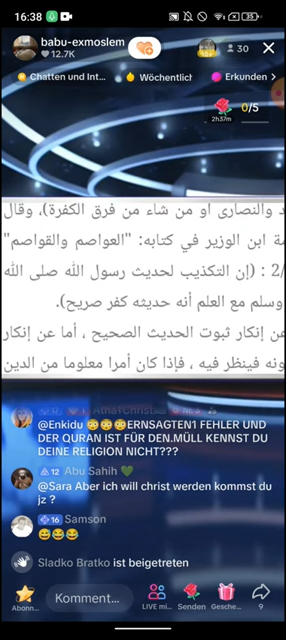 16:38
35
babu-exmoslem
12.7K
30
Chatten und Int...
Wöchentlich
Erkunden
0/5
2h37m
د والنصارى او من شاء من فرق الكفرة)، وقال
مة ابن الوزير في كتابه: "العواصم والقواصم"
2/ : (إن التكذيب لحديث رسول الله صلى الله
وسلم مع العلم أنه حديثه كفر صريح).
عن إنكار ثبوت الحديث الصحيح ، أما عن إنكار
ونه فينظر فيه ، فإذا كان أمرا معلوما من الدين
@Enkidu 😳😳😳ERNSAGTEN1 FEHLER UND
DER QURAN IST FÜR DEN.MÜLL KENNST DU
DEINE RELIGION NICHT???
12 Abu Sahih 💚
@Sara Aber ich will christ werden kommst du
jz ?
16 Samson
😅😅😅
Sladko Bratko ist beigetreten
Abonn...
Komment...
LIVE mi...
Senden
Gesche...
9